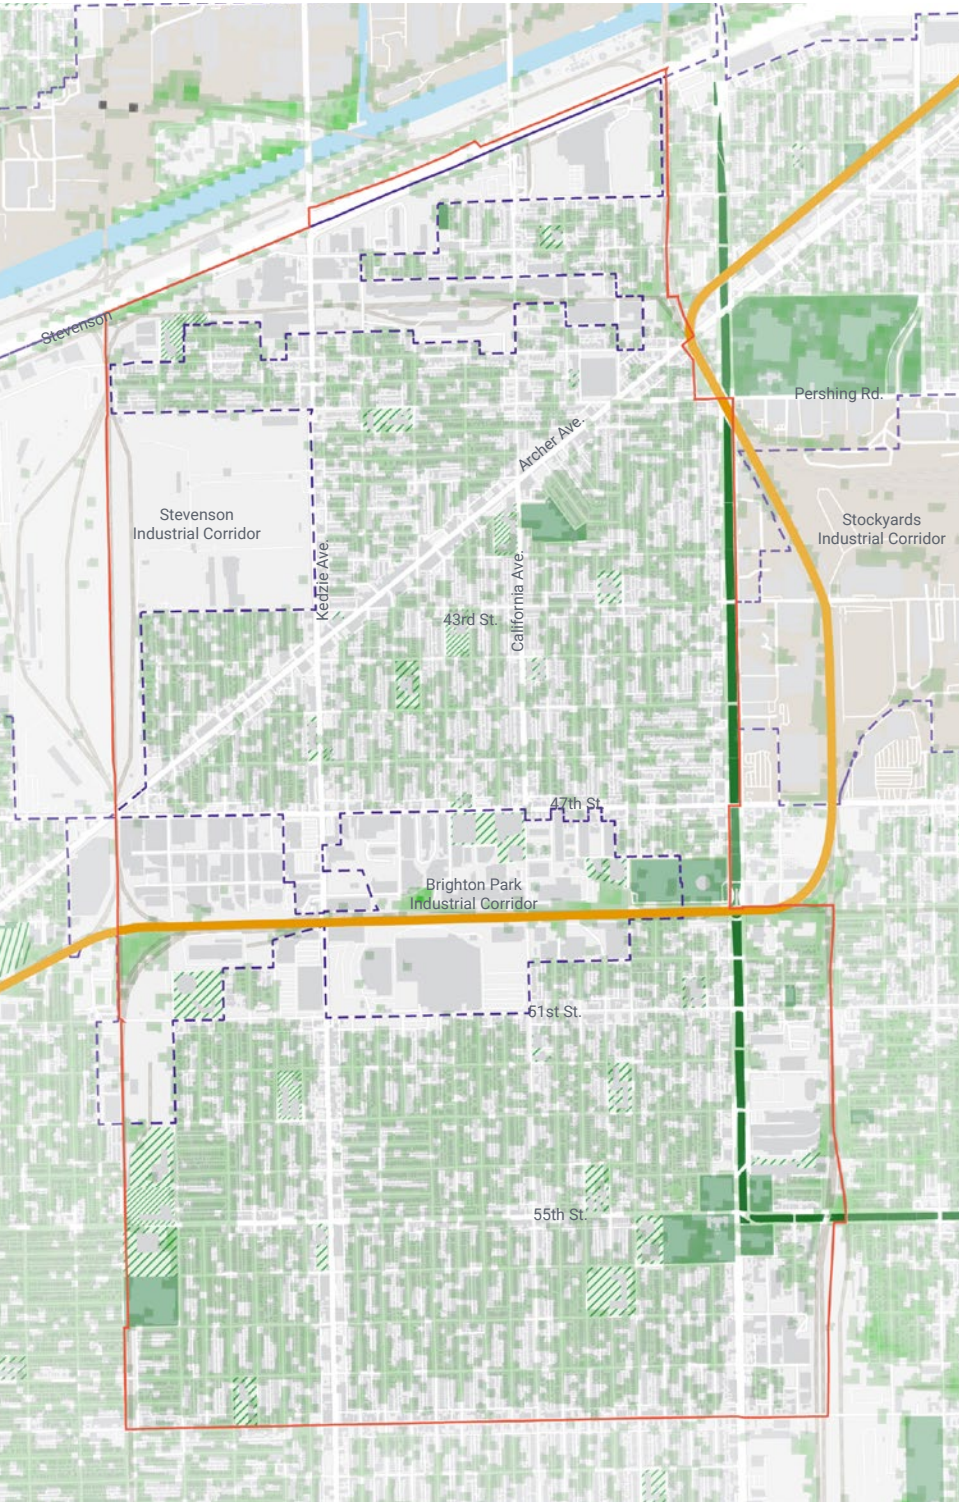 Stevenson
Pershing Rd.
Archer Ave.
Stevenson
Industrial Corridor
Stockyards
Industrial Corridor
Kedzie Ave.
California Ave.
43rd St.
47th St.
Brighton Park
Industrial Corridor
51st St.
55th St.